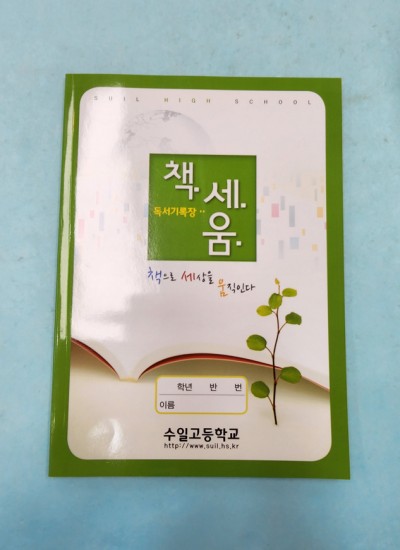 SUIL HIGH SCHOOL
책.
세.
독서기록장
움.
책으로 세상을 움직인다
학년 반 번
이름
수일고등학교
http://www.suil.hs.kr